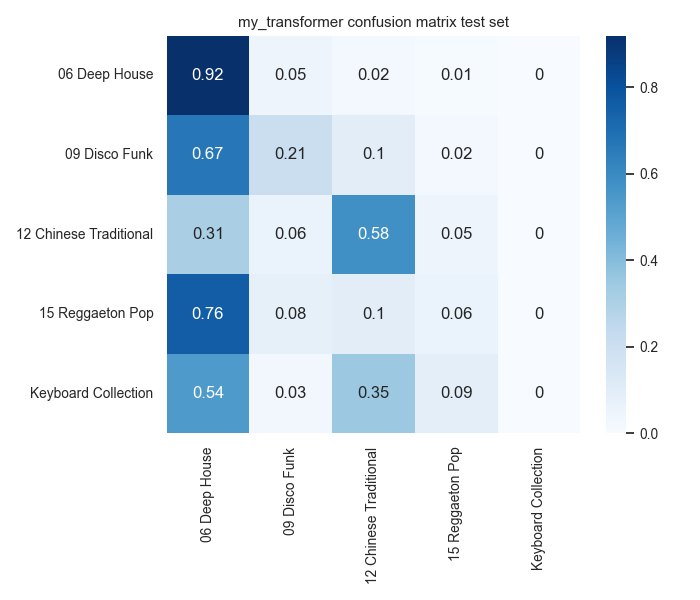 my_transformer confusion matrix test set
06 Deep House 0.92 0.05 0.02 0.01 0
09 Disco Funk 0.67 0.21 0.1 0.02 0
12 Chinese Traditional 0.31 0.06 0.58 0.05 0
15 Reggaeton Pop 0.76 0.08 0.1 0.06 0
Keyboard Collection 0.54 0.03 0.35 0.09 0
06 Deep House
09 Disco Funk
12 Chinese Traditional
15 Reggaeton Pop
Keyboard Collection
0.8
0.6
0.4
0.2
0.0